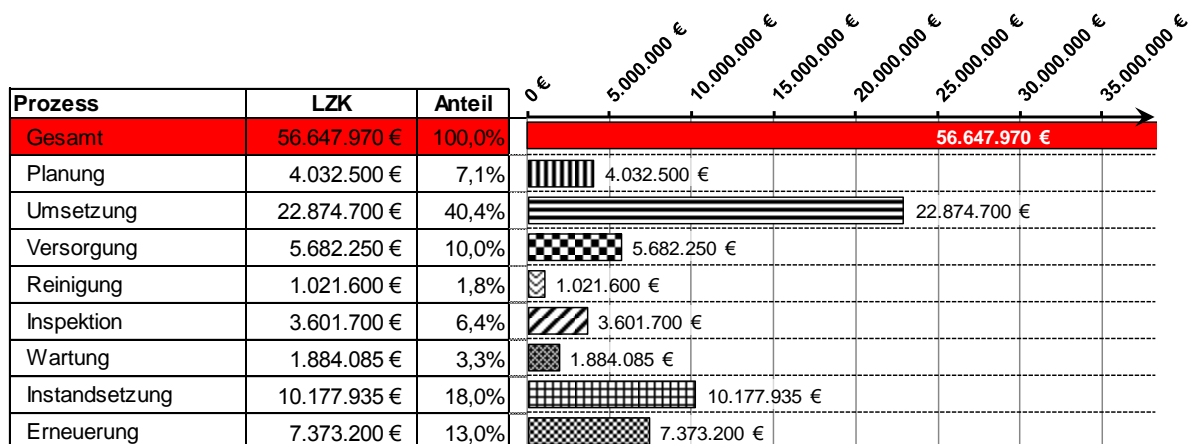 0 € 5.000.000 € 10.000.000 € 15.000.000 € 20.000.000 € 25.000.000 € 30.000.000 € 35.000.000 €
Prozess LZK Anteil
Gesamt 56.647.970 € 100,0% 56.647.970 €
Planung 4.032.500 € 7,1% 4.032.500 €
Umsetzung 22.874.700 € 40,4% 22.874.700 €
Versorgung 5.682.250 € 10,0% 5.682.250 €
Reinigung 1.021.600 € 1,8% 1.021.600 €
Inspektion 3.601.700 € 6,4% 3.601.700 €
Wartung 1.884.085 € 3,3% 1.884.085 €
Instandsetzung 10.177.935 € 18,0% 10.177.935 €
Erneuerung 7.373.200 € 13,0% 7.373.200 €